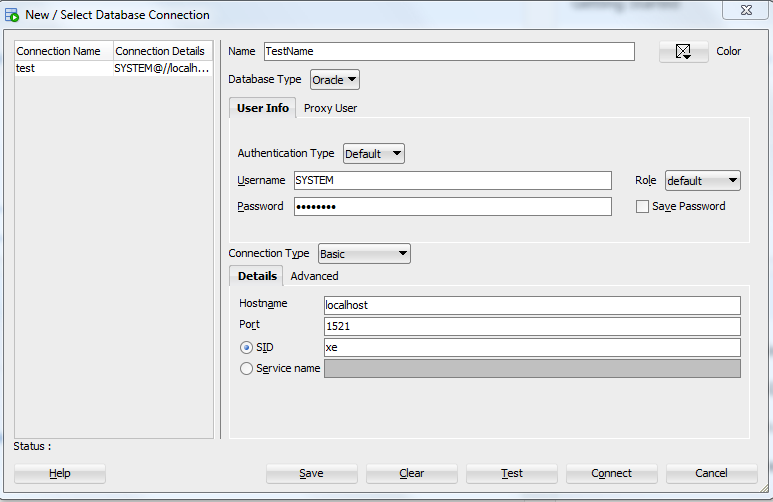 New / Select Database Connection
Connection Name Connection Details
test SYSTEM@//localh...
Name TestName Color
Database Type Oracle
User Info Proxy User
Authentication Type Default
Username SYSTEM Role default
Password •••••••• Save Password
Connection Type Basic
Details Advanced
Hostname localhost
Port 1521
SID xe
Service name
Status :
Help Save Clear Test Connect Cancel